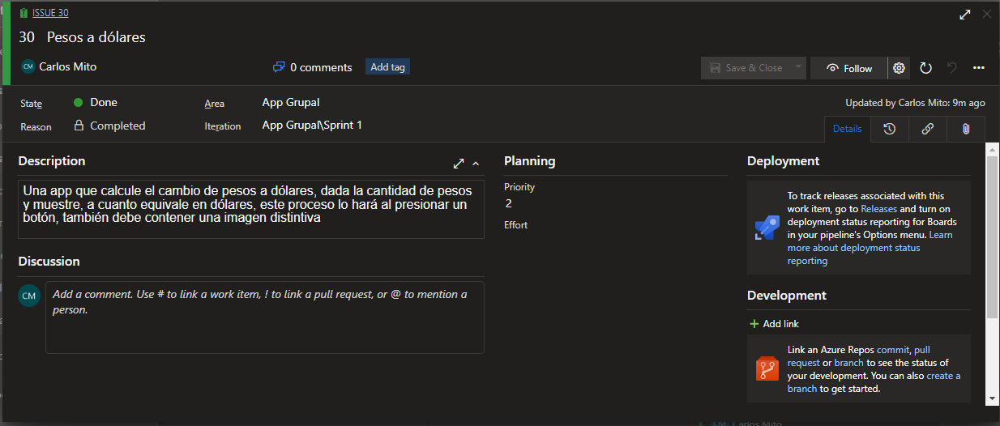 ISSUE 30
30 Pesos a dólares
CM Carlos Mito
0 comments
Add tag
Save & Close
Follow
State Done
Area App Grupal
Updated by Carlos Mito: 9m ago
Reason Completed
Iteration App Grupal\Sprint 1
Details
Description
Una app que calcule el cambio de pesos a dólares, dada la cantidad de pesos
y muestre, a cuanto equivale en dólares, este proceso lo hará al presionar un
botón, también debe contener una imagen distintiva
Discussion
CM
Add a comment. Use # to link a work item, ! to link a pull request, or @ to mention a
person.
Planning
Priority
2
Effort
Deployment
To track releases associated with this
work item, go to Releases and turn on
deployment status reporting for Boards
in your pipeline's Options menu. Learn
more about deployment status
reporting
Development
+ Add link
Link an Azure Repos commit, pull
request or branch to see the status of
your development. You can also create a
branch to get started.
CM Carlos Mito